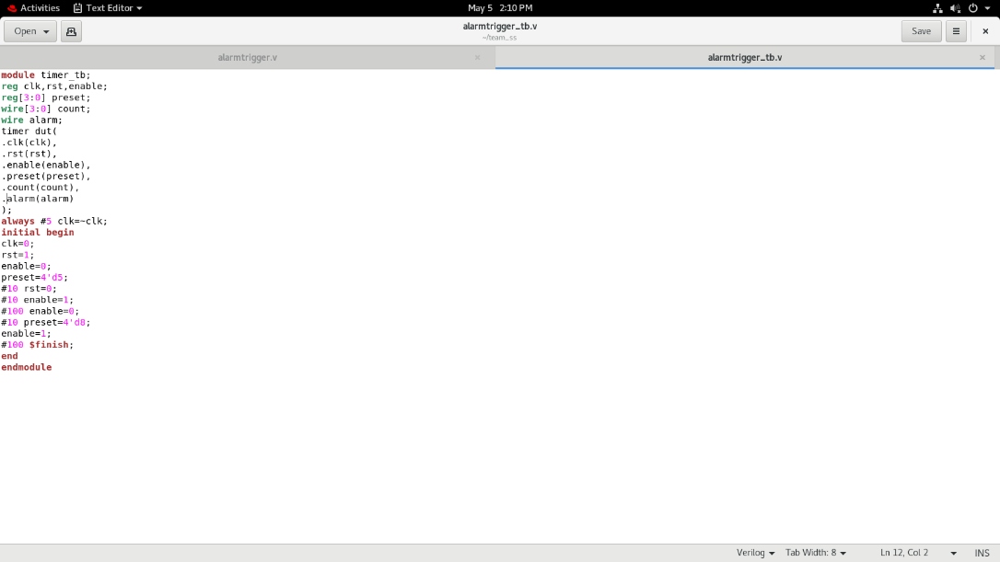 Activities Text Editor May 5 2:10 PM
Open alarmtrigger_tb.v Save
~/team_ss
alarmtrigger.v alarmtrigger_tb.v
module timer_tb;
reg clk,rst,enable;
reg[3:0] preset;
wire[3:0] count;
wire alarm;
timer dut(
.clk(clk),
.rst(rst),
.enable(enable),
.preset(preset),
.count(count),
.alarm(alarm)
);
always #5 clk=~clk;
initial begin
clk=0;
rst=1;
enable=0;
preset=4'd5;
#10 rst=0;
#10 enable=1;
#100 enable=0;
#10 preset=4'd8;
enable=1;
#100 $finish;
end
endmodule
Verilog Tab Width: 8 Ln 12, Col 2 INS